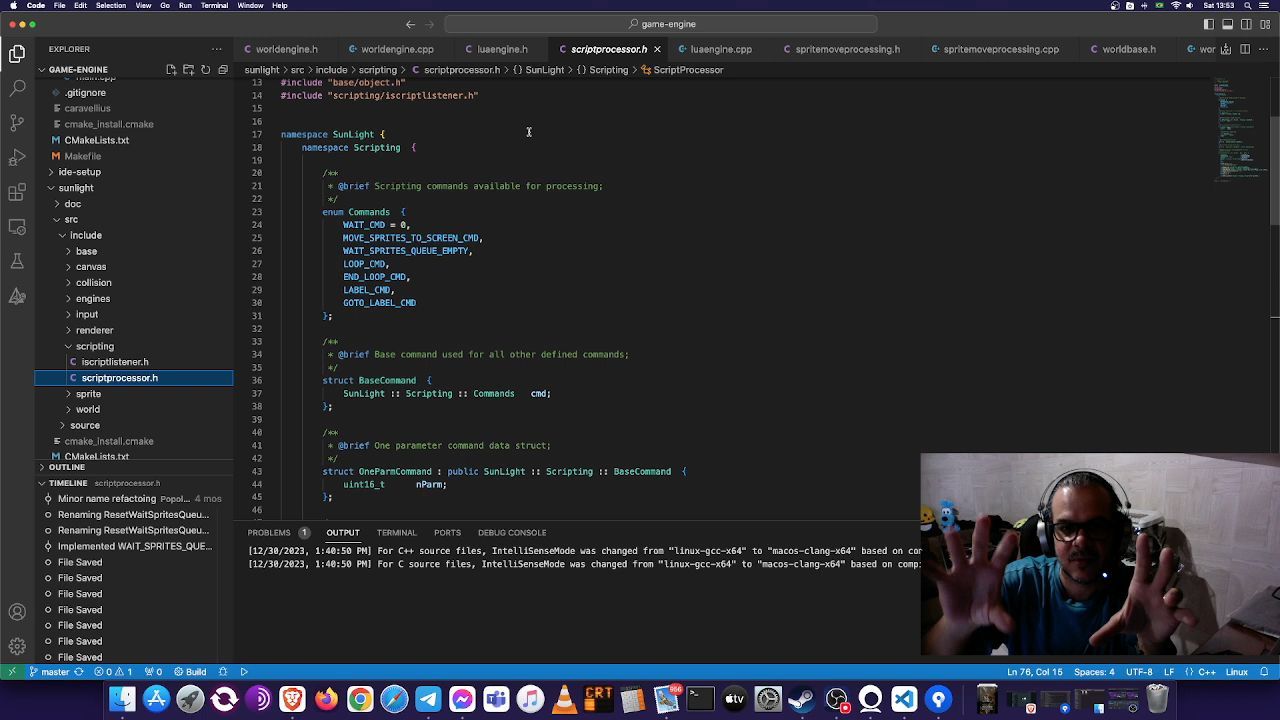 Code File Edit Selection View Go Run Terminal Window Help
Sat 13:53
game-engine
EXPLORER
worldengine.h
worldengine.cpp
luaengine.h
scriptprocessor.h
luaengine.cpp
spritemoveprocessing.h
spritemoveprocessing.cpp
worldbase.h
wor
GAME-ENGINE
sunlight > src > include > scripting > scriptprocessor.h > {} SunLight > {} Scripting > ScriptProcessor
main.cpp
.gitignore
caravellius
cmake_install.cmake
CMakeLists.txt
Makefile
ide-setup
sunlight
doc
src
include
base
canvas
collision
engines
input
renderer
scripting
iscriptlistener.h
scriptprocessor.h
sprite
world
source
cmake_install.cmake
CMakeLists.txt
OUTLINE
TIMELINE scriptprocessor.h
Minor name refactoing Popol... 4 mos
Renaming ResetWaitSpritesQueu...
Renaming ResetWaitSpritesQueu...
Implemented WAIT_SPRITES_QUE...
File Saved
File Saved
File Saved
File Saved
File Saved
File Saved
File Saved
13 #include "base/object.h"
14 #include "scripting/iscriptlistener.h"
15
16
17 namespace SunLight {
18 namespace Scripting {
19
20 /**
21 * @brief Scripting commands available for processing;
22 */
23 enum Commands {
24 WAIT_CMD = 0,
25 MOVE_SPRITES_TO_SCREEN_CMD,
26 WAIT_SPRITES_QUEUE_EMPTY,
27 LOOP_CMD,
28 END_LOOP_CMD,
29 LABEL_CMD,
30 GOTO_LABEL_CMD
31 };
32
33 /**
34 * @brief Base command used for all other defined commands;
35 */
36 struct BaseCommand {
37 SunLight :: Scripting :: Commands cmd;
38 };
39
40 /**
41 * @brief One parameter command data struct;
42 */
43 struct OneParmCommand : public SunLight :: Scripting :: BaseCommand {
44 uint16_t nParm;
45 };
46
PROBLEMS 1 OUTPUT TERMINAL PORTS DEBUG CONSOLE
[12/30/2023, 1:40:50 PM] For C++ source files, IntelliSenseMode was changed from "linux-gcc-x64" to "macos-clang-x64" based on co
[12/30/2023, 1:40:50 PM] For C source files, IntelliSenseMode was changed from "linux-gcc-x64" to "macos-clang-x64" based on compi
master 0 1 0 Build
Ln 76, Col 15 Spaces: 4 UTF-8 LF {} C++ Linux
CRT
966
tv